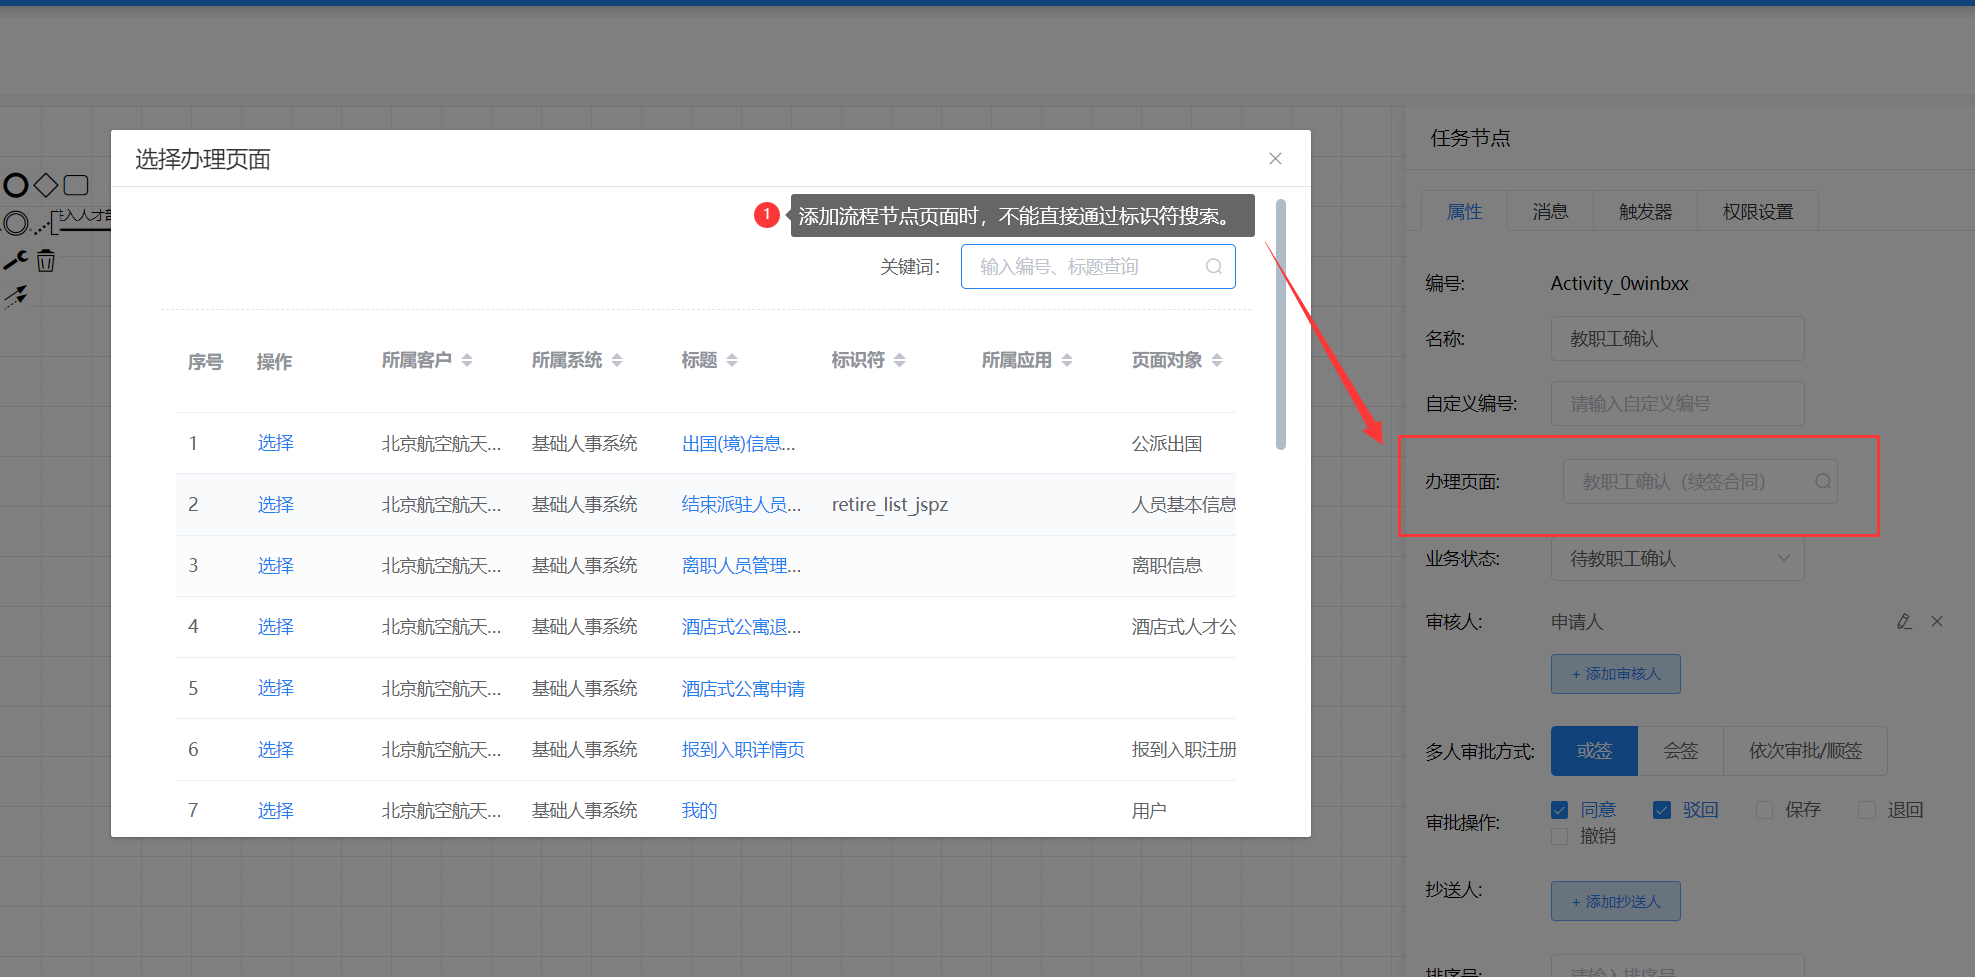 选择办理页面
1
添加流程节点页面时，不能直接通过标识符搜索。
关键词：
输入编号、标题查询
序号 操作 所属客户 所属系统 标题 标识符 所属应用 页面对象
1 选择 北京航空航天... 基础人事系统 出国(境)信息... 公派出国
2 选择 北京航空航天... 基础人事系统 结束派驻人员... retire_list_jspz 人员基本信息
3 选择 北京航空航天... 基础人事系统 离职人员管理... 离职信息
4 选择 北京航空航天... 基础人事系统 酒店式公寓退... 酒店式人才公
5 选择 北京航空航天... 基础人事系统 酒店式公寓申请
6 选择 北京航空航天... 基础人事系统 报到入职详情页 报到入职注册
7 选择 北京航空航天... 基础人事系统 我的 用户
任务节点
属性 消息 触发器 权限设置
编号: Activity_0winbxx
名称: 教职工确认
自定义编号: 请输入自定义编号
办理页面: 教职工确认（续签合同）
业务状态: 待教职工确认
审核人: 申请人
+ 添加审核人
多人审批方式: 或签 会签 依次审批/顺签
审批操作: 同意 驳回 保存 退回
撤销
抄送人:
+ 添加抄送人
排序号: 请输入排序号